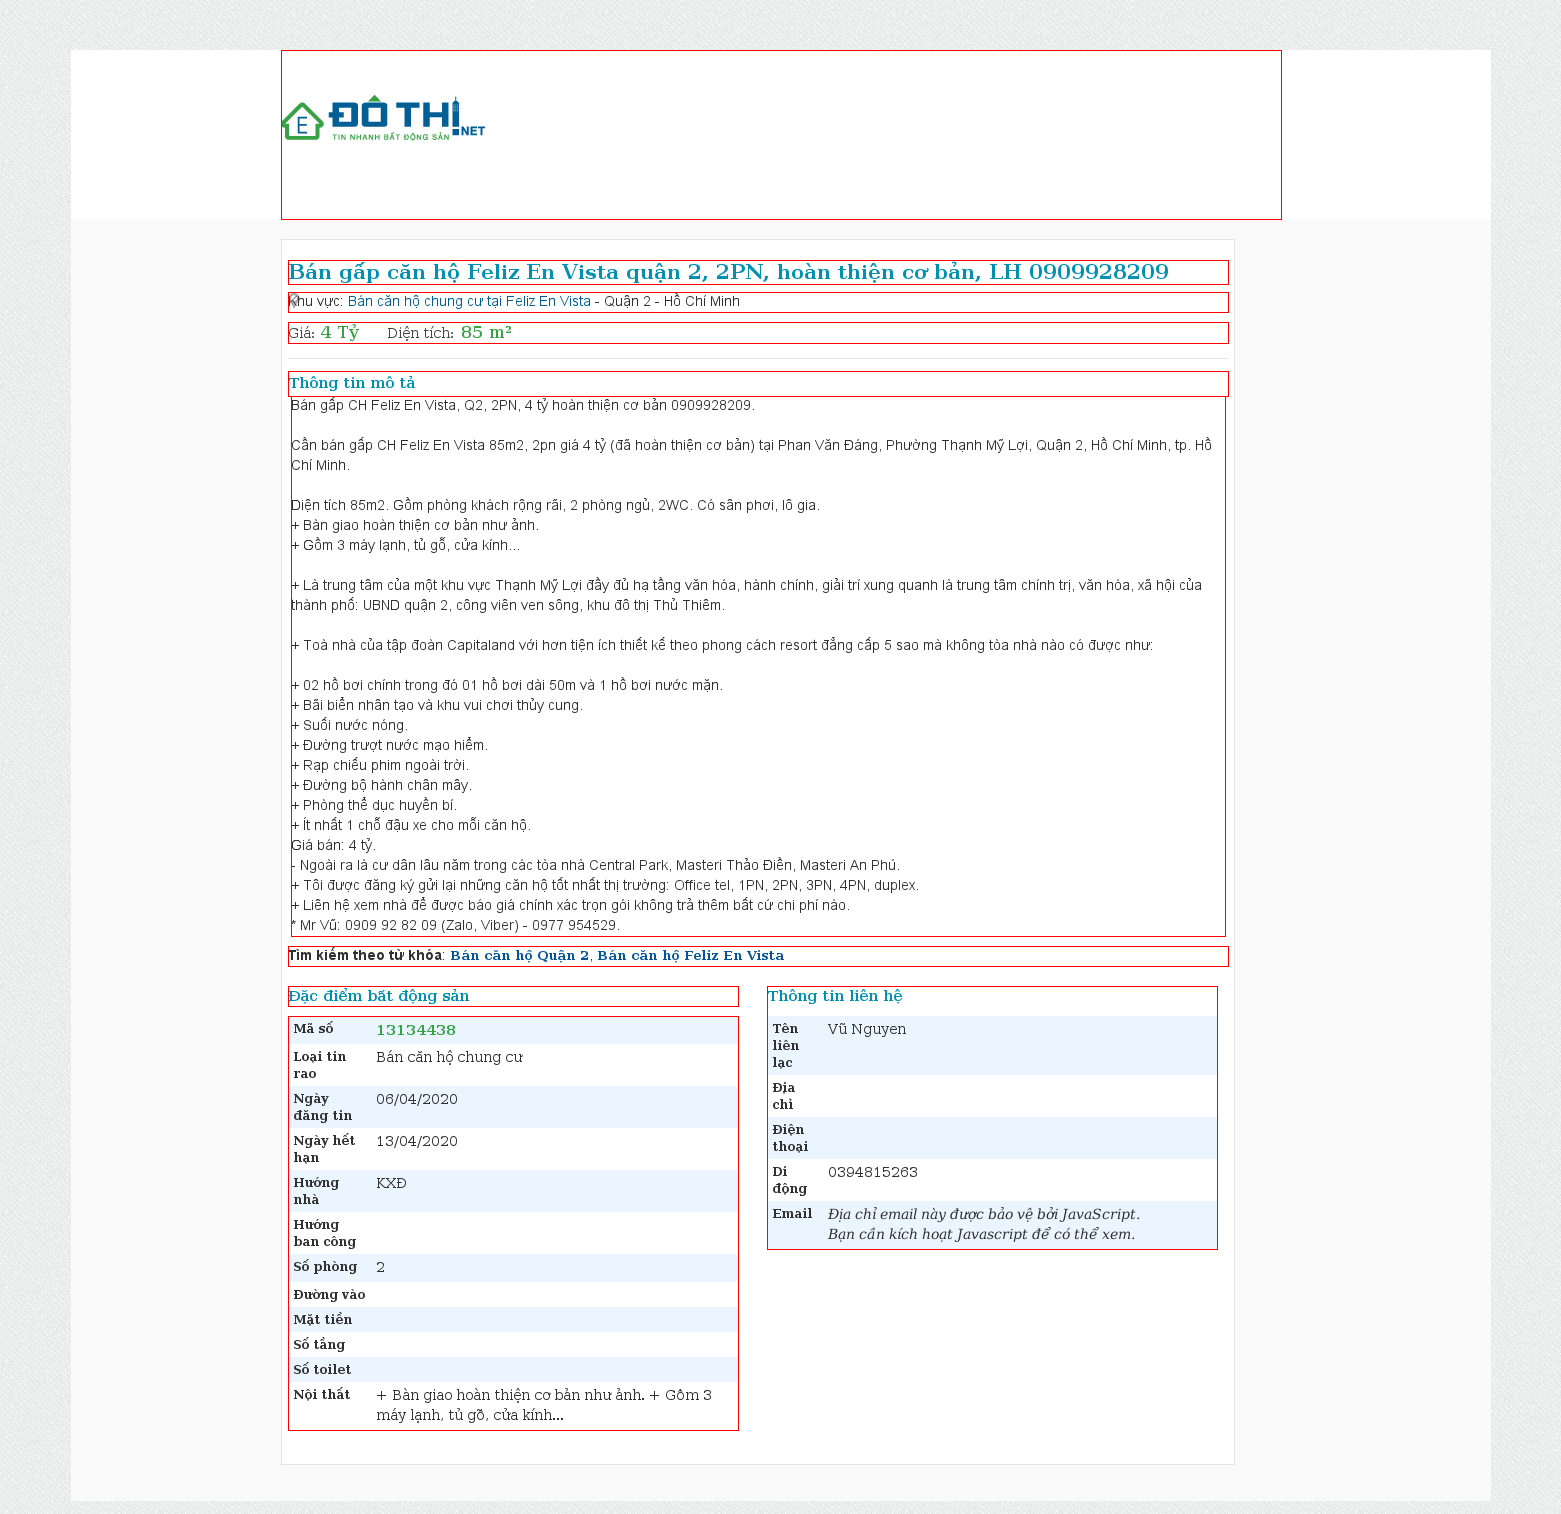 E ĐÔ THỊ.NET
TIN NHANH BẤT ĐỘNG SẢN
Bán gấp căn hộ Feliz En Vista quận 2, 2PN, hoàn thiện cơ bản, LH 0909928209
Khu vực: Bán căn hộ chung cư tại Feliz En Vista - Quận 2 - Hồ Chí Minh
Giá: 4 Tỷ Diện tích: 85 m²
Thông tin mô tả
Bán gấp CH Feliz En Vista, Q2, 2PN, 4 tỷ hoàn thiện cơ bản 0909928209.
Cần bán gấp CH Feliz En Vista 85m2, 2pn giá 4 tỷ (đã hoàn thiện cơ bản) tại Phan Văn Đáng, Phường Thạnh Mỹ Lợi, Quận 2, Hồ Chí Minh, tp. Hồ
Chí Minh.
Diện tích 85m2. Gồm phòng khách rộng rãi, 2 phòng ngủ, 2WC. Có sân phơi, lô gia.
+ Bàn giao hoàn thiện cơ bản như ảnh.
+ Gồm 3 máy lạnh, tủ gỗ, cửa kính...
+ Là trung tâm của một khu vực Thạnh Mỹ Lợi đầy đủ hạ tầng văn hóa, hành chính, giải trí xung quanh là trung tâm chính trị, văn hóa, xã hội của
thành phố: UBND quận 2, công viên ven sông, khu đô thị Thủ Thiêm.
+ Toà nhà của tập đoàn Capitaland với hơn tiện ích thiết kế theo phong cách resort đẳng cấp 5 sao mà không tòa nhà nào có được như:
+ 02 hồ bơi chính trong đó 01 hồ bơi dài 50m và 1 hồ bơi nước mặn.
+ Bãi biển nhân tạo và khu vui chơi thủy cung.
+ Suối nước nóng.
+ Đường trượt nước mạo hiểm.
+ Rạp chiếu phim ngoài trời.
+ Đường bộ hành chân mây.
+ Phòng thể dục huyền bí.
+ Ít nhất 1 chỗ đậu xe cho mỗi căn hộ.
Giá bán: 4 tỷ.
- Ngoài ra là cư dân lâu năm trong các tòa nhà Central Park, Masteri Thảo Điền, Masteri An Phú.
+ Tôi được đăng ký gửi lại những căn hộ tốt nhất thị trường: Office tel, 1PN, 2PN, 3PN, 4PN, duplex.
+ Liên hệ xem nhà để được báo giá chính xác trọn gói không trả thêm bất cứ chi phí nào.
* Mr Vũ: 0909 92 82 09 (Zalo, Viber) - 0977 954529.
Tìm kiếm theo từ khóa: Bán căn hộ Quận 2, Bán căn hộ Feliz En Vista
Đặc điểm bất động sản
Mã số 13134438
Loại tin Bán căn hộ chung cư
rao
Ngày 06/04/2020
đăng tin
Ngày hết 13/04/2020
hạn
Hướng KXĐ
nhà
Hướng
ban công
Số phòng 2
Đường vào
Mặt tiền
Số tầng
Số toilet
Nội thất + Bàn giao hoàn thiện cơ bản như ảnh. + Gồm 3
máy lạnh, tủ gỗ, cửa kính...
Thông tin liên hệ
Tên Vũ Nguyen
liên
lạc
Địa
chỉ
Điện
thoại
Di 0394815263
động
Email Địa chỉ email này được bảo vệ bởi JavaScript.
Bạn cần kích hoạt Javascript để có thể xem.